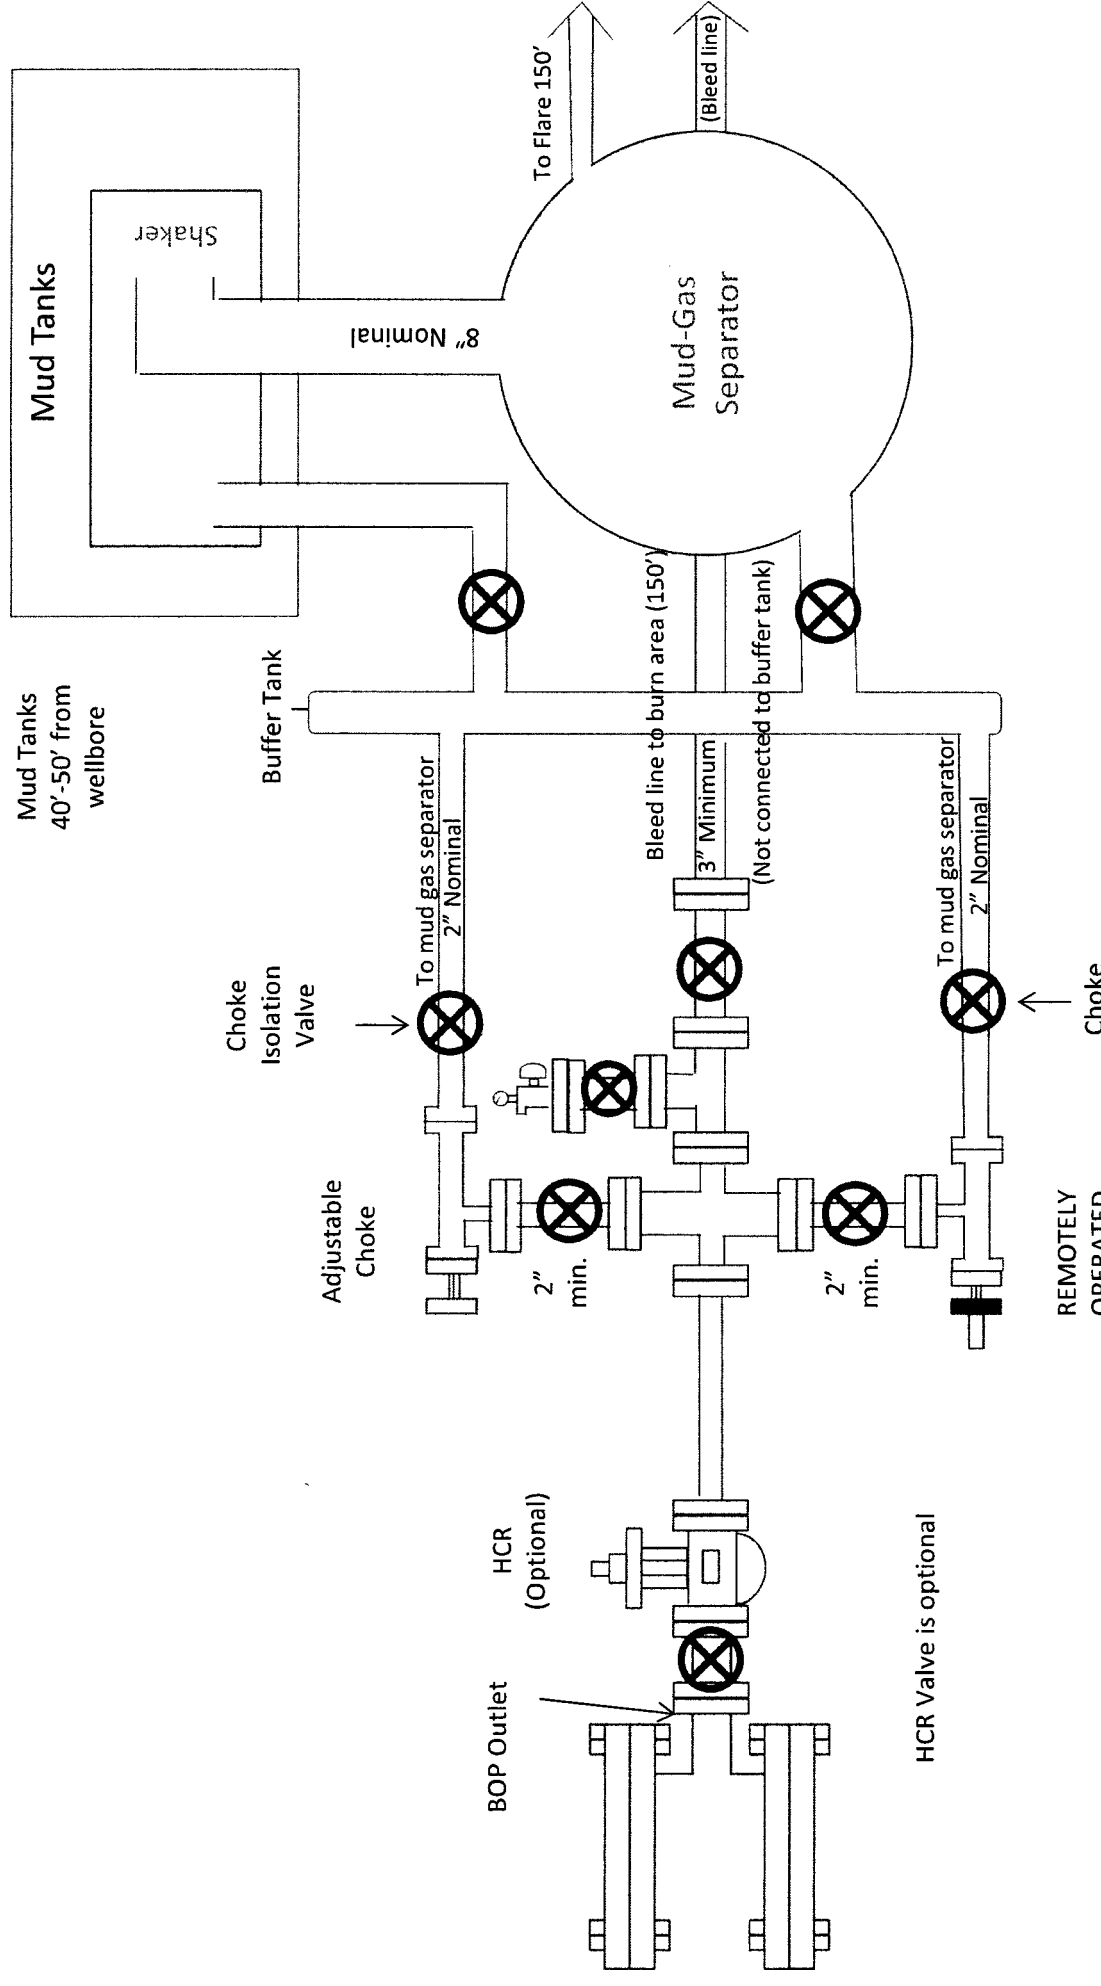 Mud Tanks
40’-50’ from
wellbore
Mud Tanks
Shaker
8” Nominal
To Flare 150’
(Bleed line)
Mud-Gas
Separator
Buffer Tank
To mud gas separator
2” Nominal
Bleed line to burn area (150’)
3” Minimum
(Not connected to buffer tank)
To mud gas separator
2” Nominal
Choke
Isolation
Valve
Choke
Adjustable
Choke
2”
min.
2”
min.
REMOTELY
OPERATED
HCR
(Optional)
BOP Outlet
HCR Valve is optional